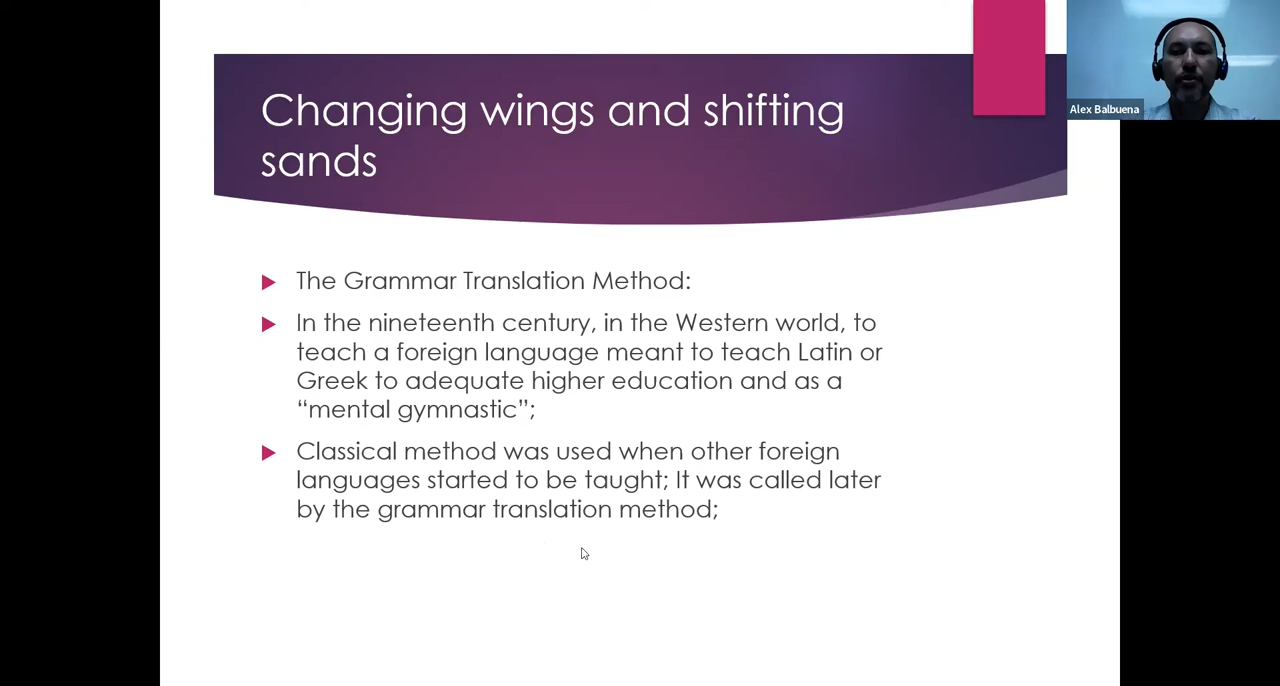 Changing wings and shifting
sands
Alex Balbuena
The Grammar Translation Method:
In the nineteenth century, in the Western world, to
teach a foreign language meant to teach Latin or
Greek to adequate higher education and as a
“mental gymnastic”;
Classical method was used when other foreign
languages started to be taught; It was called later
by the grammar translation method;